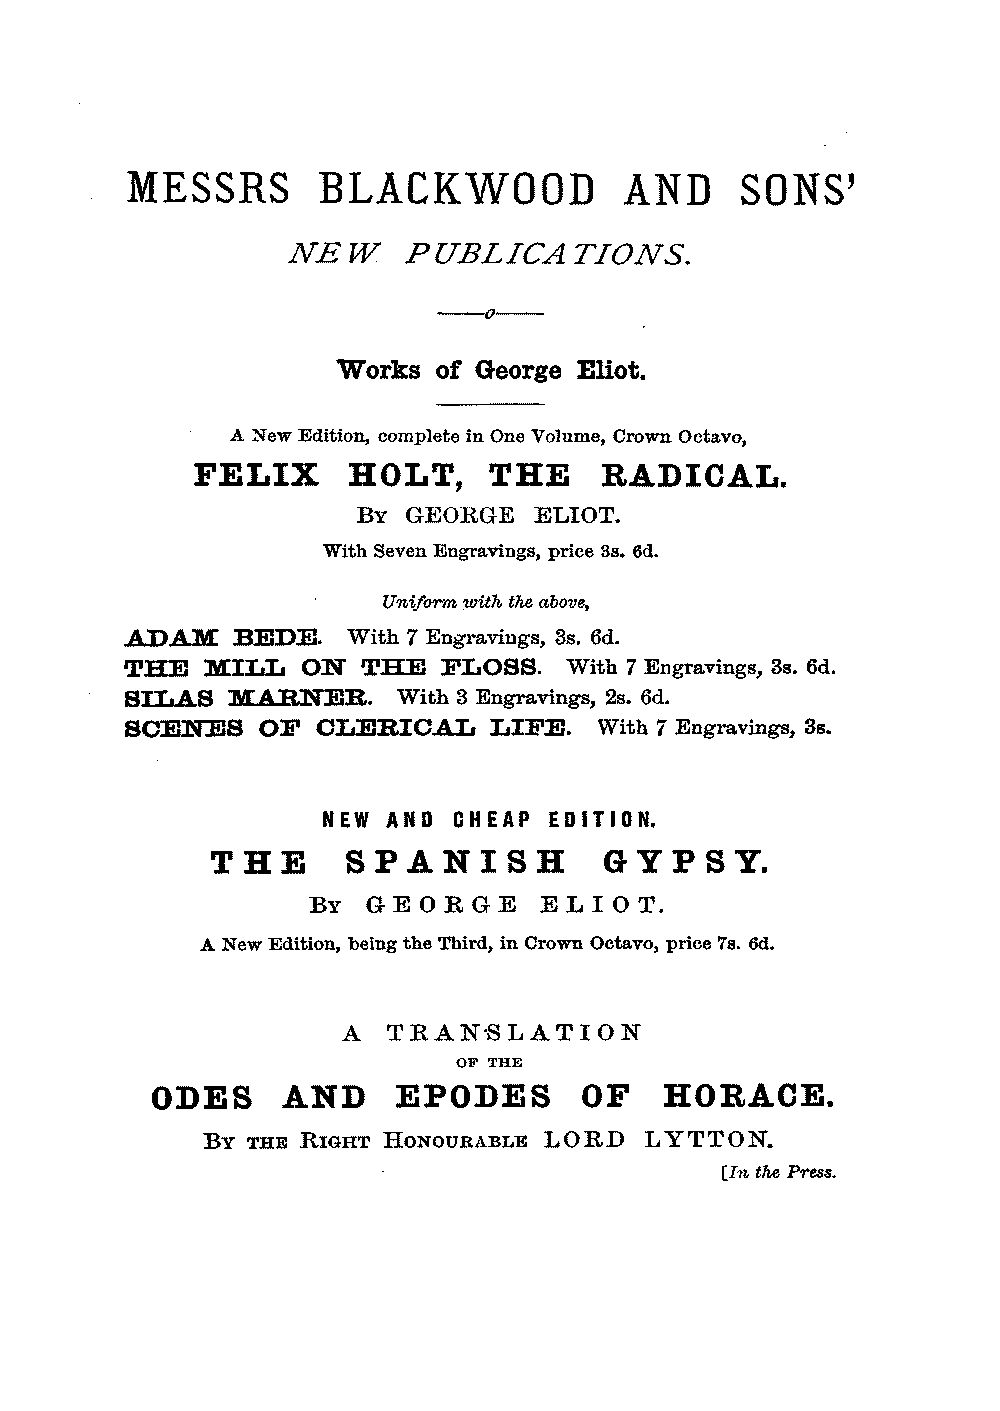 MESSRS BLACKWOOD AND SONS'
NEW PUBLICATIONS.
Works of George Eliot.
A New Edition, complete in One Volume, Crown Octavo,
FELIX HOLT, THE RADICAL.
BY GEORGE ELIOT.
With Seven Engravings, price 3s. 6d.
Uniform with the above,
ADAM BEDE. With 7 Engravings, 3s. 6d.
THE MILL ON THE FLOSS. With 7 Engravings, 3s. 6d.
SILAS MARNER. With 3 Engravings, 2s. 6d.
SCENES OF CLERICAL LIFE. With 7 Engravings, 3s.
NEW AND CHEAP EDITION.
THE SPANISH GYPSY.
BY GEORGE ELIOT.
A New Edition, being the Third, in Crown Octavo, price 7s. 6d.
A TRANSLATION
OF THE
ODES AND EPODES OF HORACE.
BY THE RIGHT HONOURABLE LORD LYTTON.
[In the Press.